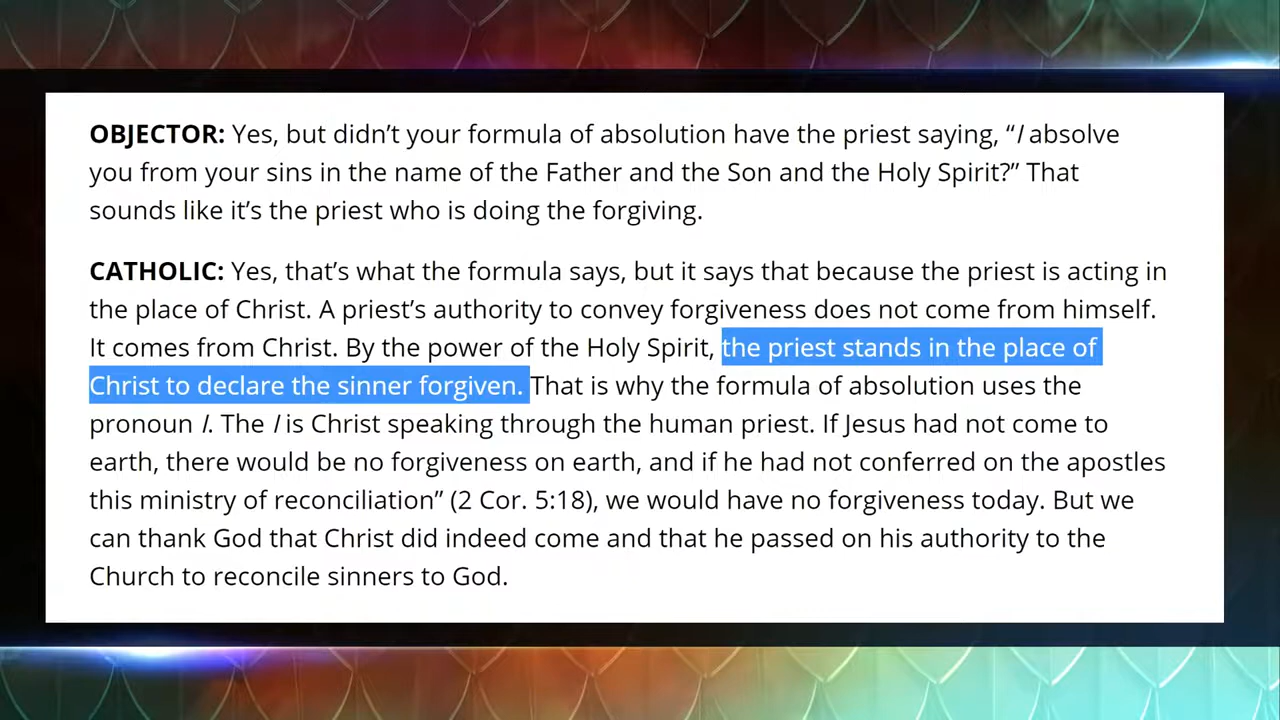 OBJECTOR: Yes, but didn’t your formula of absolution have the priest saying, “I absolve
you from your sins in the name of the Father and the Son and the Holy Spirit?” That
sounds like it’s the priest who is doing the forgiving.
CATHOLIC: Yes, that’s what the formula says, but it says that because the priest is acting in
the place of Christ. A priest’s authority to convey forgiveness does not come from himself.
It comes from Christ. By the power of the Holy Spirit, the priest stands in the place of
Christ to declare the sinner forgiven. That is why the formula of absolution uses the
pronoun I. The I is Christ speaking through the human priest. If Jesus had not come to
earth, there would be no forgiveness on earth, and if he had not conferred on the apostles
this ministry of reconciliation” (2 Cor. 5:18), we would have no forgiveness today. But we
can thank God that Christ did indeed come and that he passed on his authority to the
Church to reconcile sinners to God.